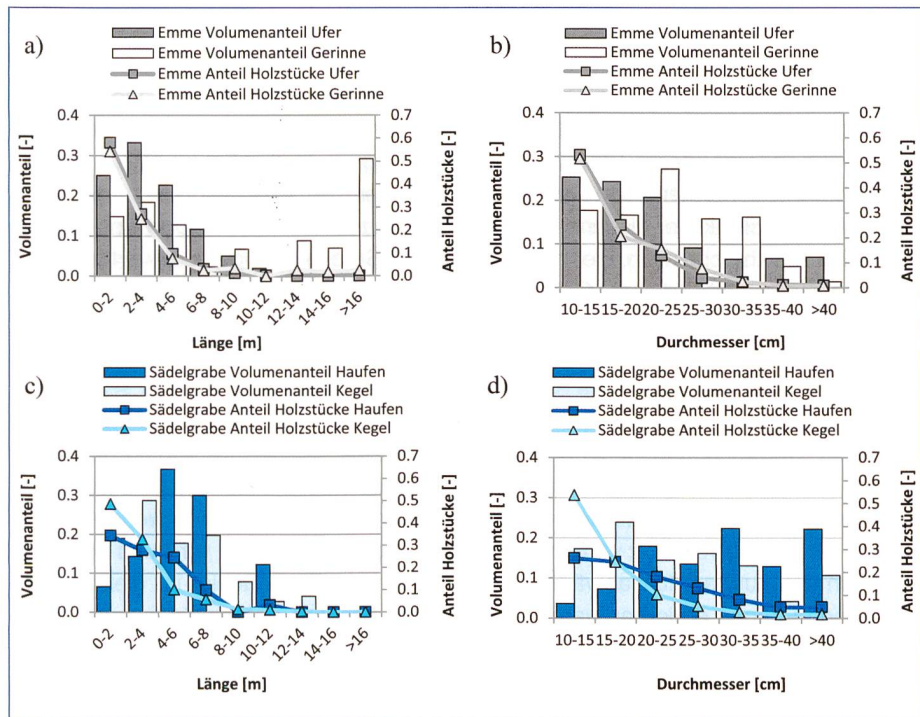 a)
Emme Volumenanteil Ufer
Emme Volumenanteil Gerinne
Emme Anteil Holzstücke Ufer
Emme Anteil Holzstücke Gerinne
Volumenanteil [-]
0.4
0.3
0.2
0.1
0.0
0.7
0.6
0.5
0.4
0.3
0.2
0.1
0.0
Anteil Holzstücke [-]
0-2
2-4
4-6
6-8
8-10
10-12
12-14
14-16
>16
Länge [m]
b)
Emme Volumenanteil Ufer
Emme Volumenanteil Gerinne
Emme Anteil Holzstücke Ufer
Emme Anteil Holzstücke Gerinne
Volumenanteil [-]
0.4
0.3
0.2
0.1
0
0.7
0.6
0.5
0.4
0.3
0.2
0.1
0
Anteil Holzstücke [-]
10-15 15-20 20-25 25-30 30-35 35-40 >40
Durchmesser [cm]
c)
Sädelgrabe Volumenanteil Haufen
Sädelgrabe Volumenanteil Kegel
Sädelgrabe Anteil Holzstücke Haufen
Sädelgrabe Anteil Holzstücke Kegel
Volumenanteil [-]
0.4
0.3
0.2
0.1
0.0
0.7
0.6
0.5
0.4
0.3
0.2
0.1
0.0
Anteil Holzstücke [-]
0-2
2-4
4-6
6-8
8-10
10-12
12-14
14-16
>16
Länge [m]
d)
Sädelgrabe Volumenanteil Haufen
Sädelgrabe Volumenanteil Kegel
Sädelgrabe Anteil Holzstücke Haufen
Sädelgrabe Anteil Holzstücke Kegel
Volumenanteil [-]
0.4
0.3
0.2
0.1
0.0
0.7
0.6
0.5
0.4
0.3
0.2
0.1
0.0
Anteil Holzstücke [-]
10-15 15-20 20-25 25-30 30-35 35-40 >40
Durchmesser [cm]